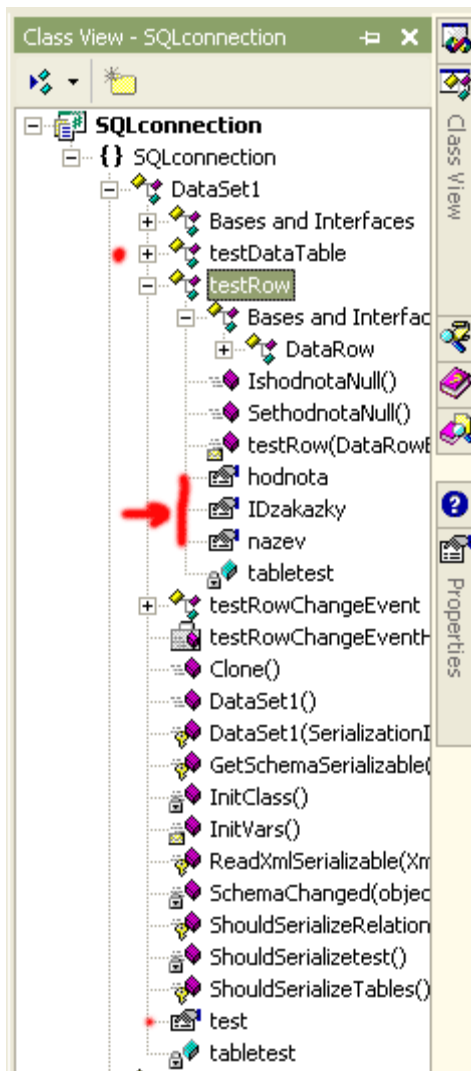 Class View - SQLconnection
SQLconnection
{} SQLconnection
DataSet1
Bases and Interfaces
testDataTable
testRow
Bases and Interfac
DataRow
IshodnotaNull()
SethodnotaNull()
testRow(DataRowB
hodnota
IDzakazky
nazev
tabletest
testRowChangeEvent
testRowChangeEventH
Clone()
DataSet1()
DataSet1(SerializationI
GetSchemaSerializable(
InitClass()
InitVars()
ReadXmlSerializable(Xm
SchemaChanged(objec
ShouldSerializeRelation
ShouldSerializetest()
ShouldSerializeTables()
test
tabletest
Class View
Properties